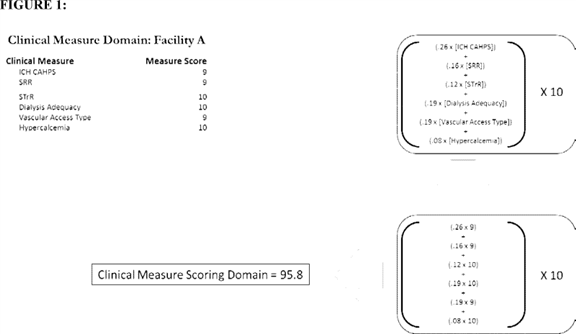 FIGURE 1:
Clinical Measure Domain: Facility A
Clinical Measure Measure Score
ICH CAHPS 9
SRR 9
STrR 10
Dialysis Adequacy 10
Vascular Access Type 9
Hypercalcemia 10
(.26 x [ICH CAHPS])
+
(.16 x [SRR])
+
(.12 x [STrR])
+
(.19 x [Dialysis Adequacy])
+
(.19 x [Vascular Access Type])
+
(.08 x [Hypercalcemia])
X 10
Clinical Measure Scoring Domain = 95.8
(.26 x 9)
+
(.16 x 9)
+
(.12 x 10)
+
(.19 x 10)
+
(.19 x 9)
+
(.08 x 10)
X 10